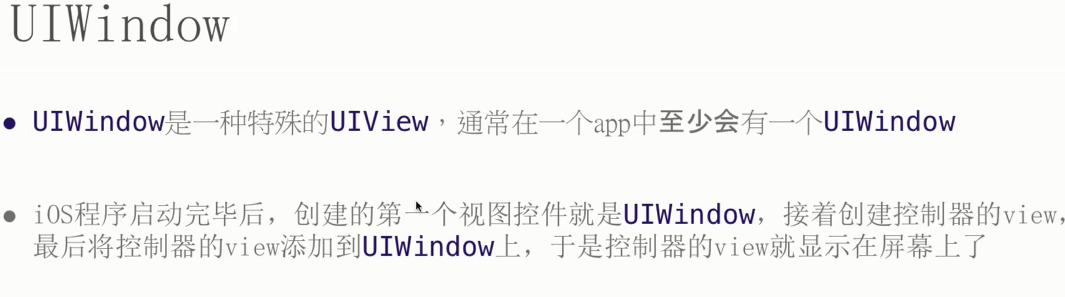 UIWindow
● UIWindow是一种特殊的UIView，通常在一个app中至少会有一个UIWindow
● iOS程序启动完毕后，创建的第一个视图控件就是UIWindow，接着创建控制器的view，
最后将控制器的view添加到UIWindow上，于是控制器的view就显示在屏幕上了